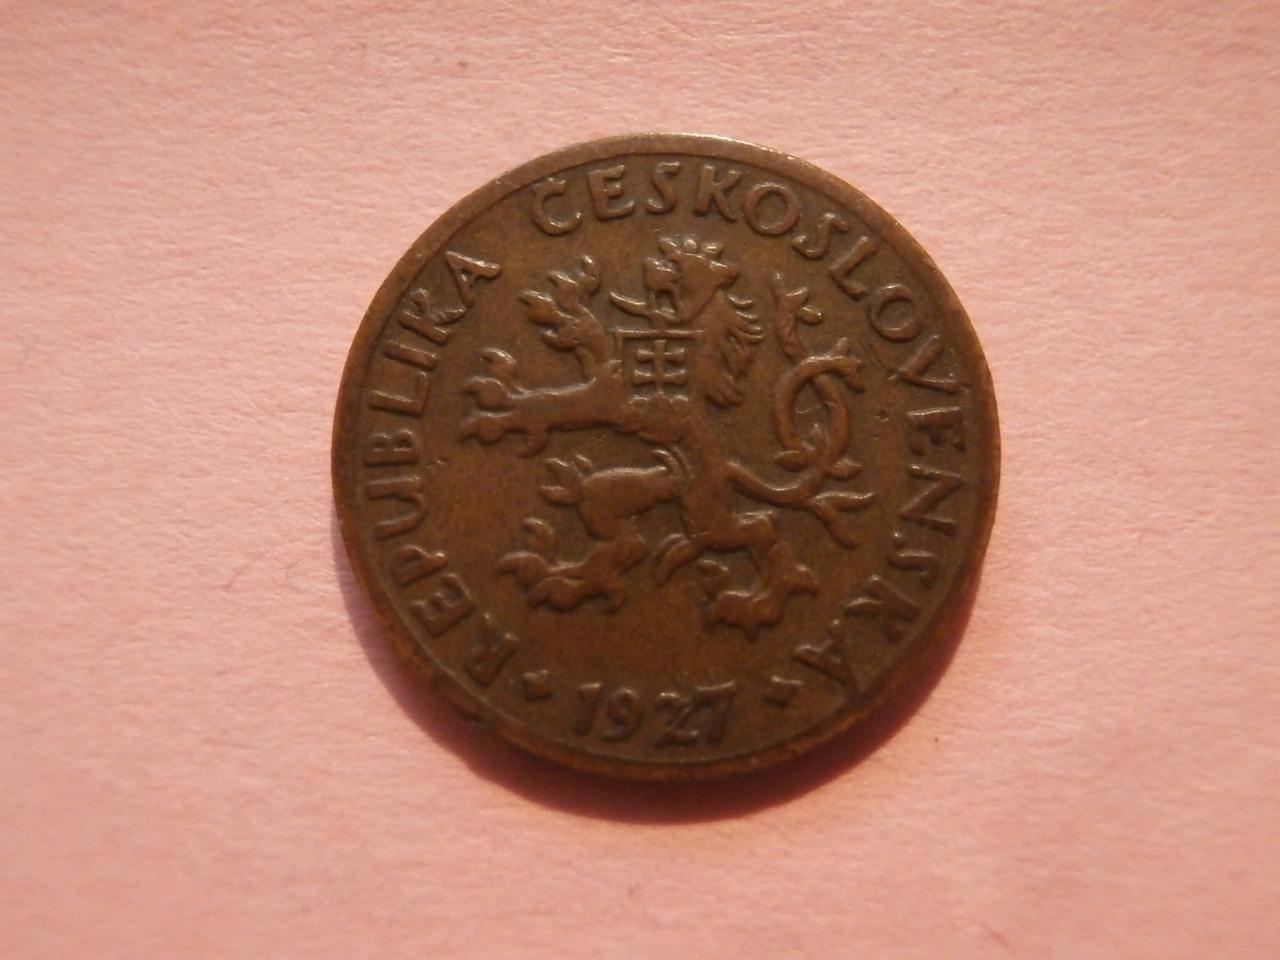 REPUBLIKA ČESKOSLOVENSKÁ
• 1927 •